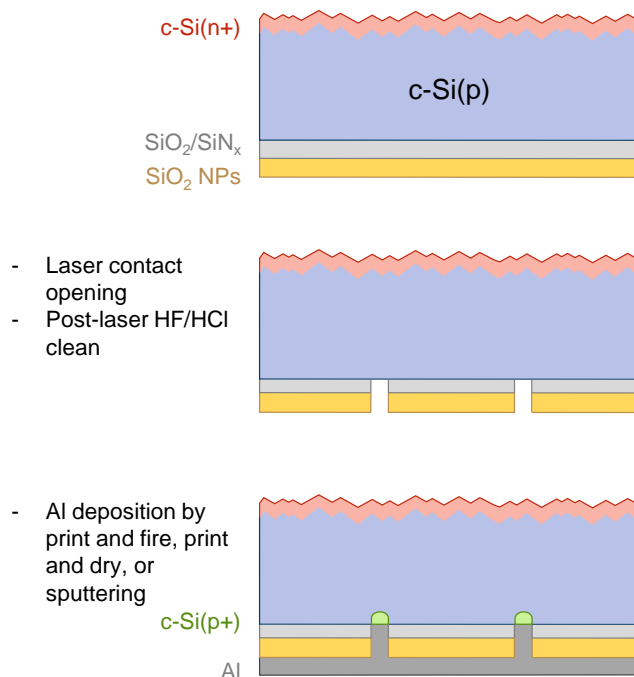 c-Si(n+)
c-Si(p)
SiO₂/SiNₓ
SiO₂ NPs
- Laser contact
opening
- Post-laser HF/HCl
clean
- Al deposition by
print and fire, print
and dry, or
sputtering
c-Si(p+)
Al